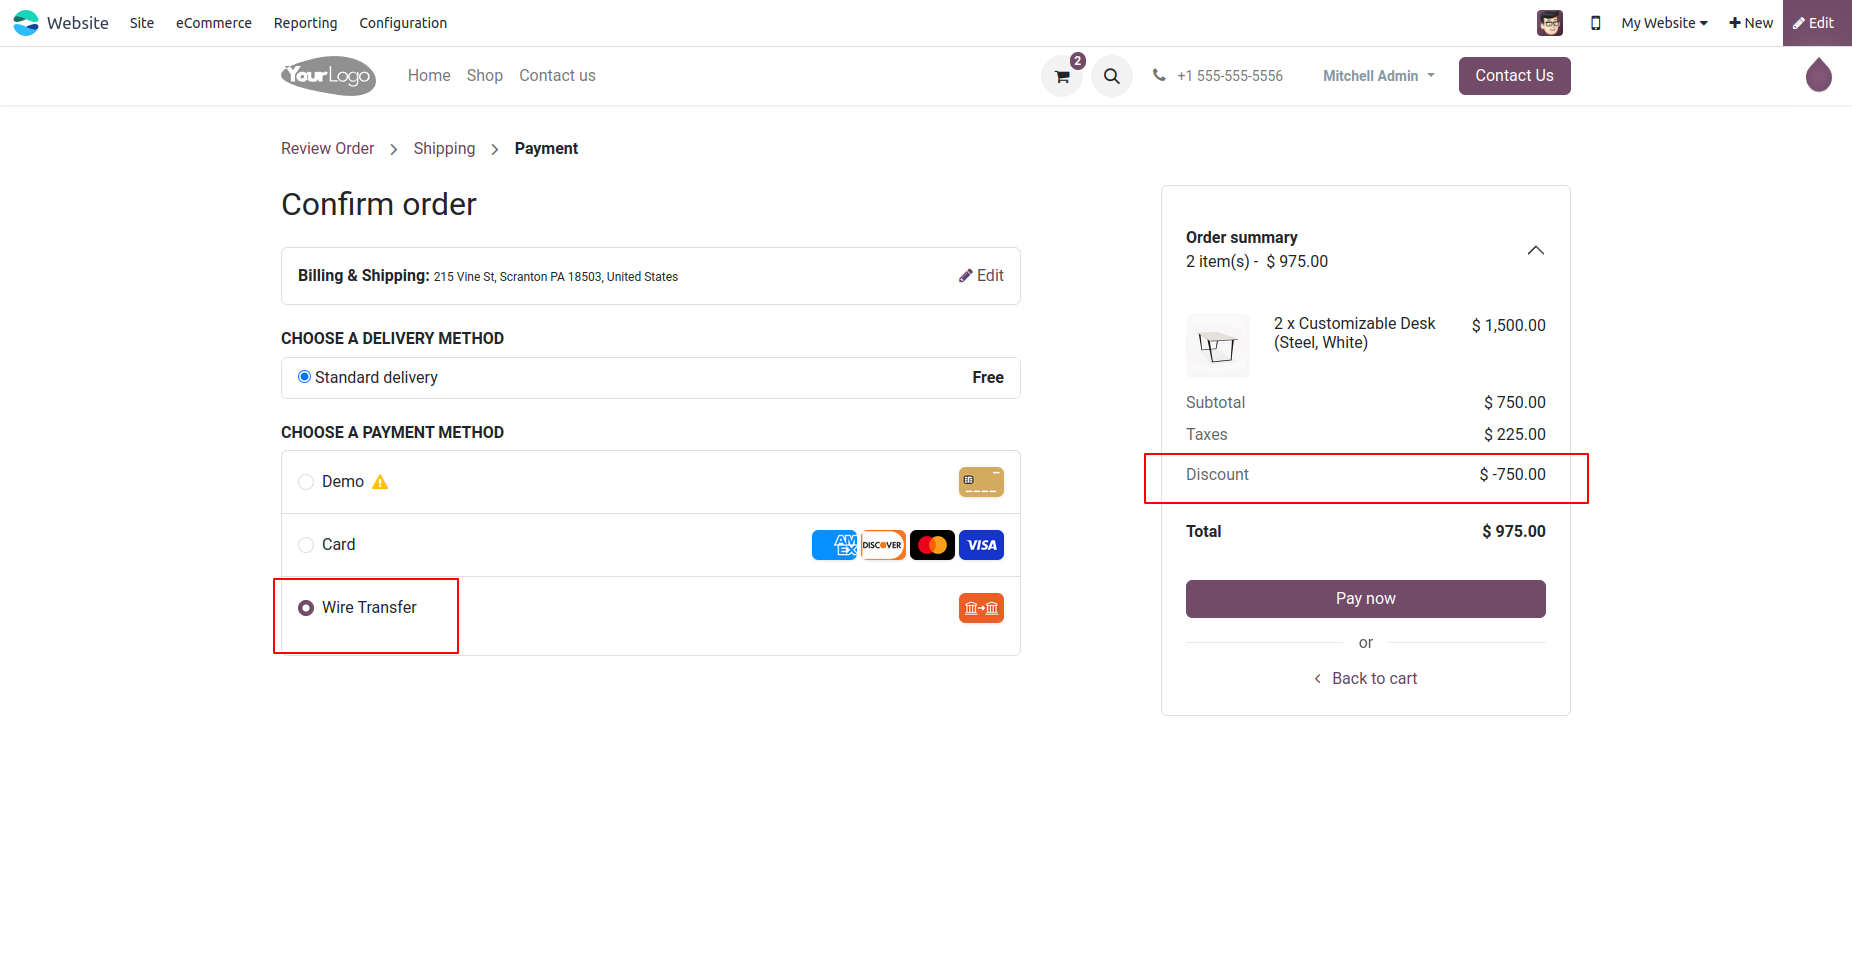 Website Site eCommerce Reporting Configuration My Website New Edit
YourLogo Home Shop Contact us 2 +1 555-555-5556 Mitchell Admin Contact Us
Review Order Shipping Payment
Confirm order
Billing & Shipping: 215 Vine St, Scranton PA 18503, United States Edit
CHOOSE A DELIVERY METHOD
Standard delivery Free
CHOOSE A PAYMENT METHOD
Demo
Card AM EX DISCOVER VISA
Wire Transfer
Order summary
2 item(s) - $ 975.00
2 x Customizable Desk $ 1,500.00
(Steel, White)
Subtotal $ 750.00
Taxes $ 225.00
Discount $ -750.00
Total $ 975.00
Pay now
or
Back to cart